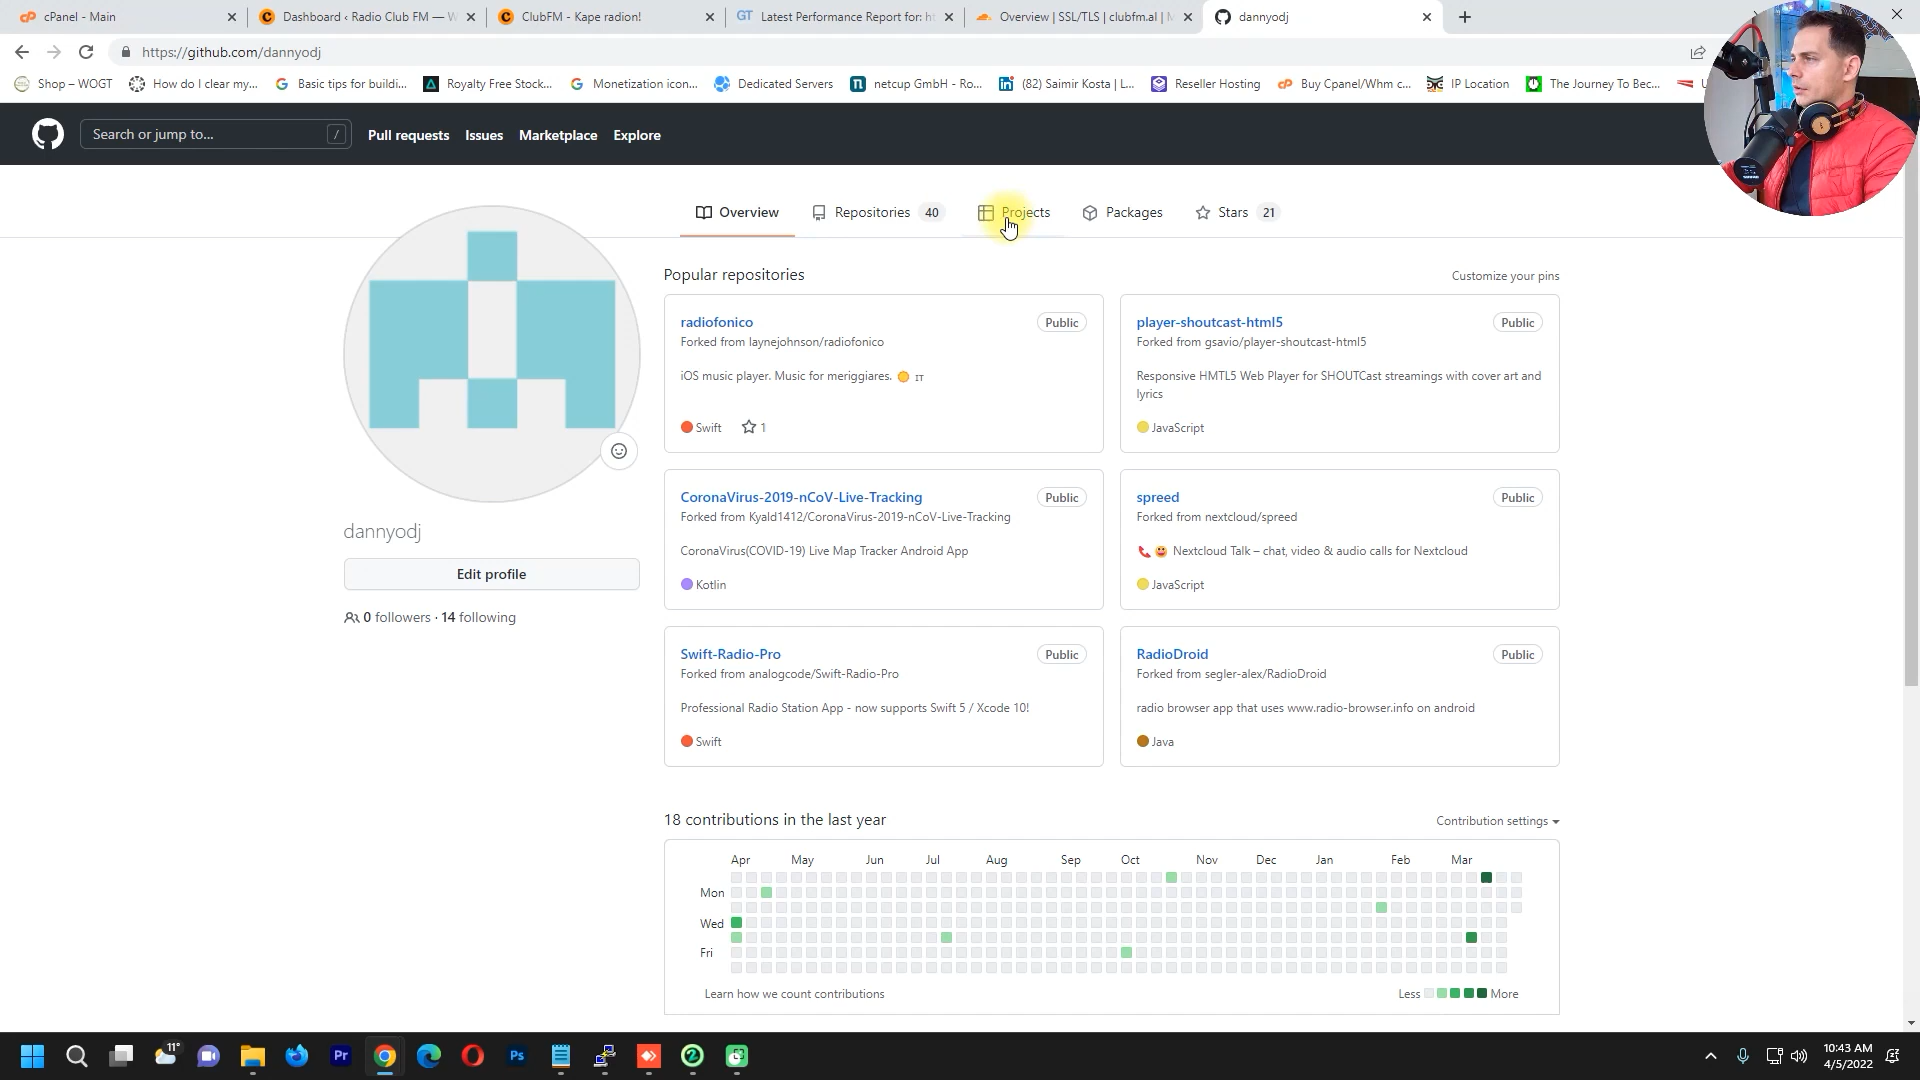 cPanel - Main
Dashboard ‹ Radio Club FM — W
ClubFM - Kape radion!
GT Latest Performance Report for: ht
Overview | SSL/TLS | clubfm.al | M
dannyodj
https://github.com/dannyodj
Shop – WOGT
How do I clear my...
Basic tips for buildi...
Royalty Free Stock...
Monetization icon...
Dedicated Servers
netcup GmbH - Ro...
(82) Saimir Kosta | L...
Reseller Hosting
Buy Cpanel/Whm c...
IP Location
The Journey To Bec...
Search or jump to... /
Pull requests
Issues
Marketplace
Explore
Overview
Repositories 40
Projects
Packages
Stars 21
dannyodj
Edit profile
0 followers · 14 following
Popular repositories
Customize your pins
radiofonico Public
Forked from laynejohnson/radiofonico
iOS music player. Music for meriggiares. IT
Swift 1
player-shoutcast-html5 Public
Forked from gsavio/player-shoutcast-html5
Responsive HMTL5 Web Player for SHOUTCast streamings with cover art and
lyrics
JavaScript
CoronaVirus-2019-nCoV-Live-Tracking Public
Forked from Kyald1412/CoronaVirus-2019-nCoV-Live-Tracking
CoronaVirus(COVID-19) Live Map Tracker Android App
Kotlin
spreed Public
Forked from nextcloud/spreed
Nextcloud Talk – chat, video & audio calls for Nextcloud
JavaScript
Swift-Radio-Pro Public
Forked from analogcode/Swift-Radio-Pro
Professional Radio Station App - now supports Swift 5 / Xcode 10!
Swift
RadioDroid Public
Forked from segler-alex/RadioDroid
radio browser app that uses www.radio-browser.info on android
Java
18 contributions in the last year
Contribution settings
Apr May Jun Jul Aug Sep Oct Nov Dec Jan Feb Mar
Mon
Wed
Fri
Learn how we count contributions
Less More
11°
Pr
Ps
10:43 AM
4/5/2022